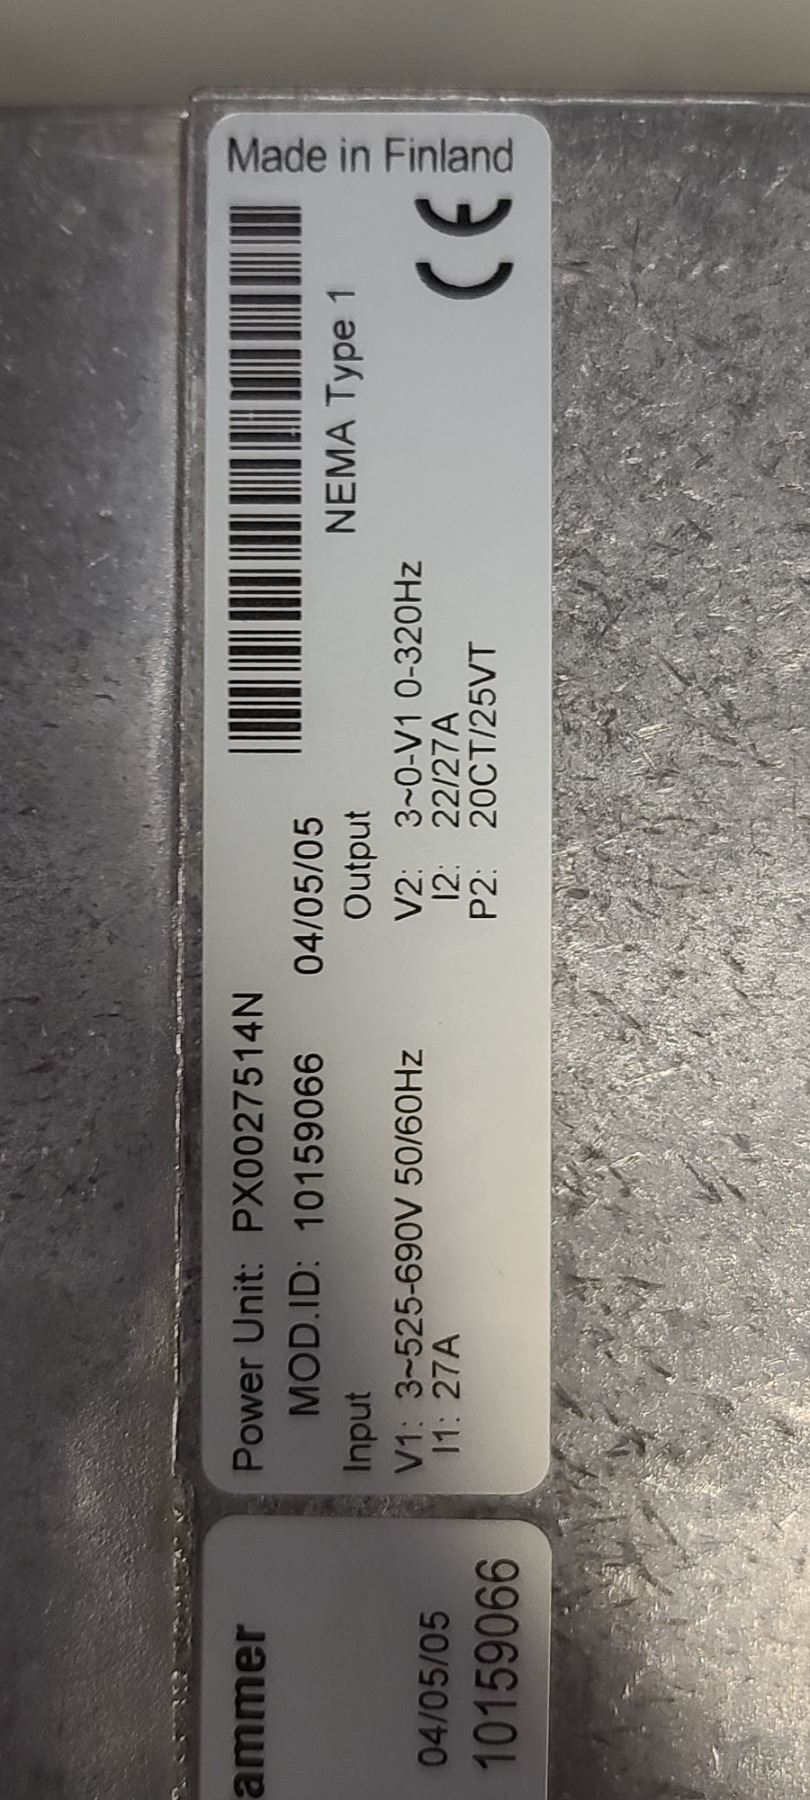 Made in Finland
CE
Power Unit: PX0027514N
MOD.ID: 10159066 04/05/05
NEMA Type 1
Input
V1: 3~525-690V 50/60Hz
I1: 27A
Output
V2: 3~0-V1 0-320Hz
I2: 22/27A
P2: 20CT/25VT
ammer
04/05/05
10159066